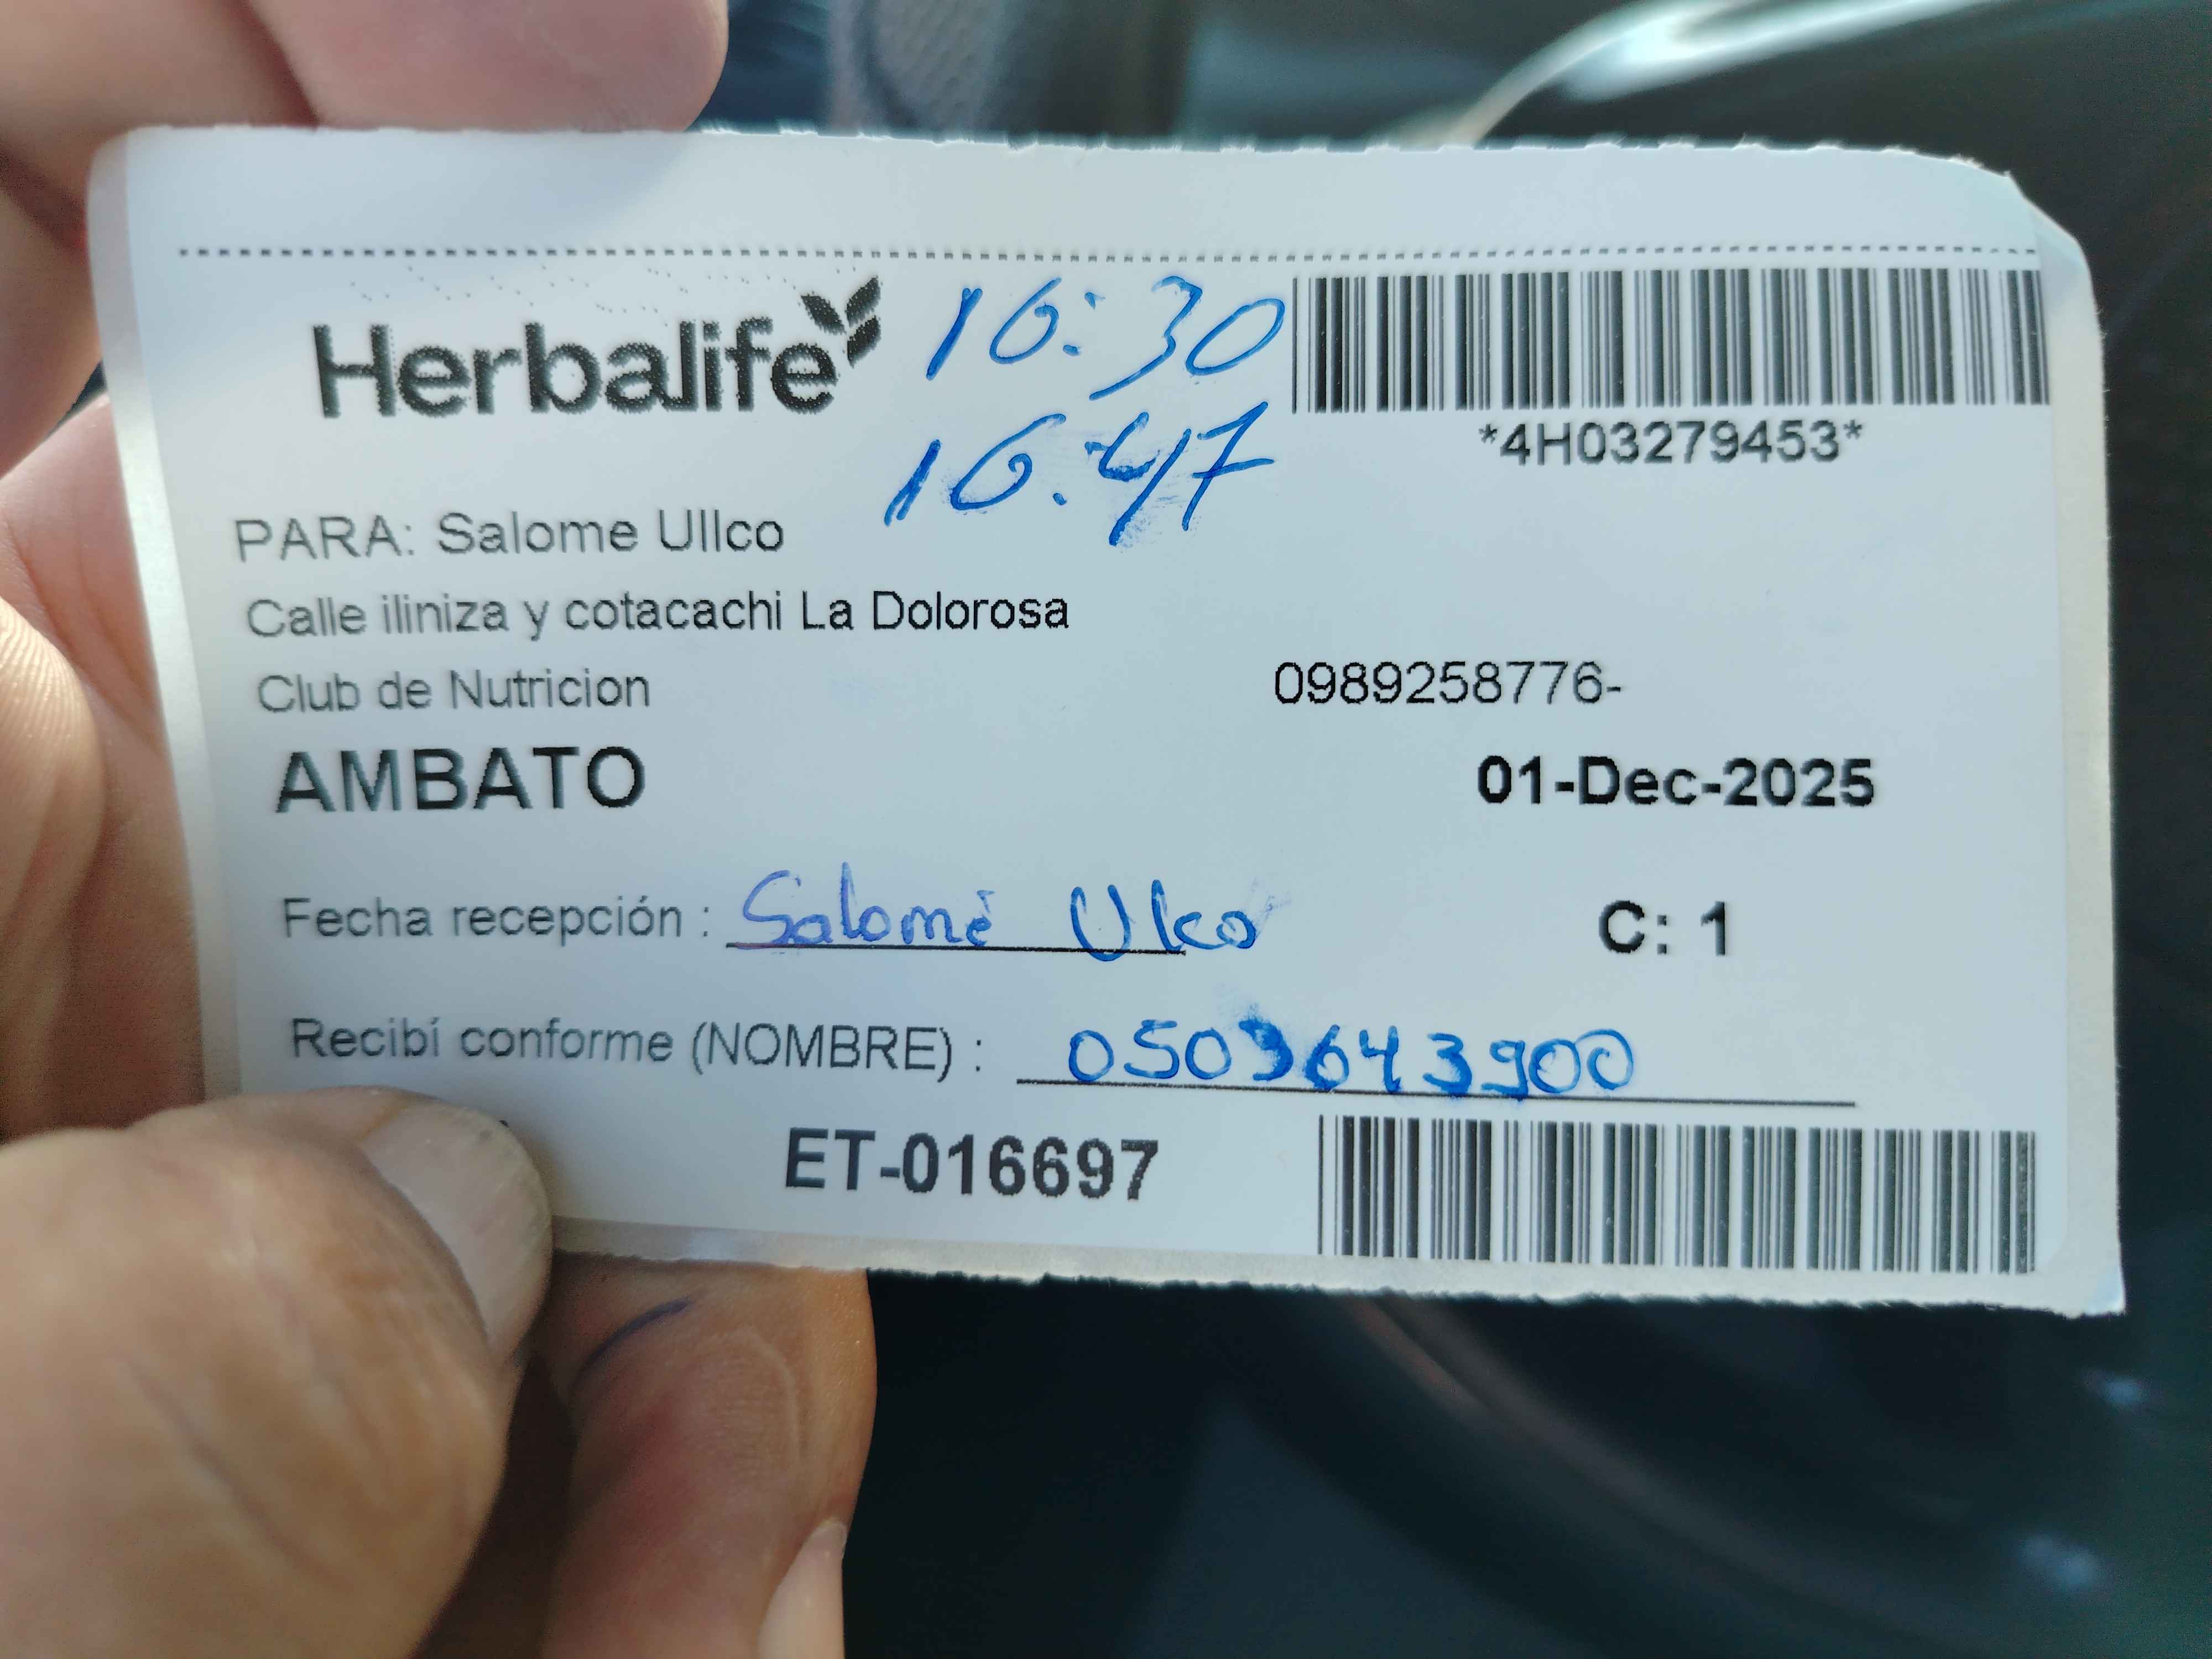 Herbalife
16:30
16:47
*4H03279453*
PARA: Salome Ullco
Calle iliniza y cotacachi La Dolorosa
Club de Nutricion
0989258776-
AMBATO
01-Dec-2025
Fecha recepción : Salomé Ulco
C: 1
Recibí conforme (NOMBRE) : 0503643900
ET-016697